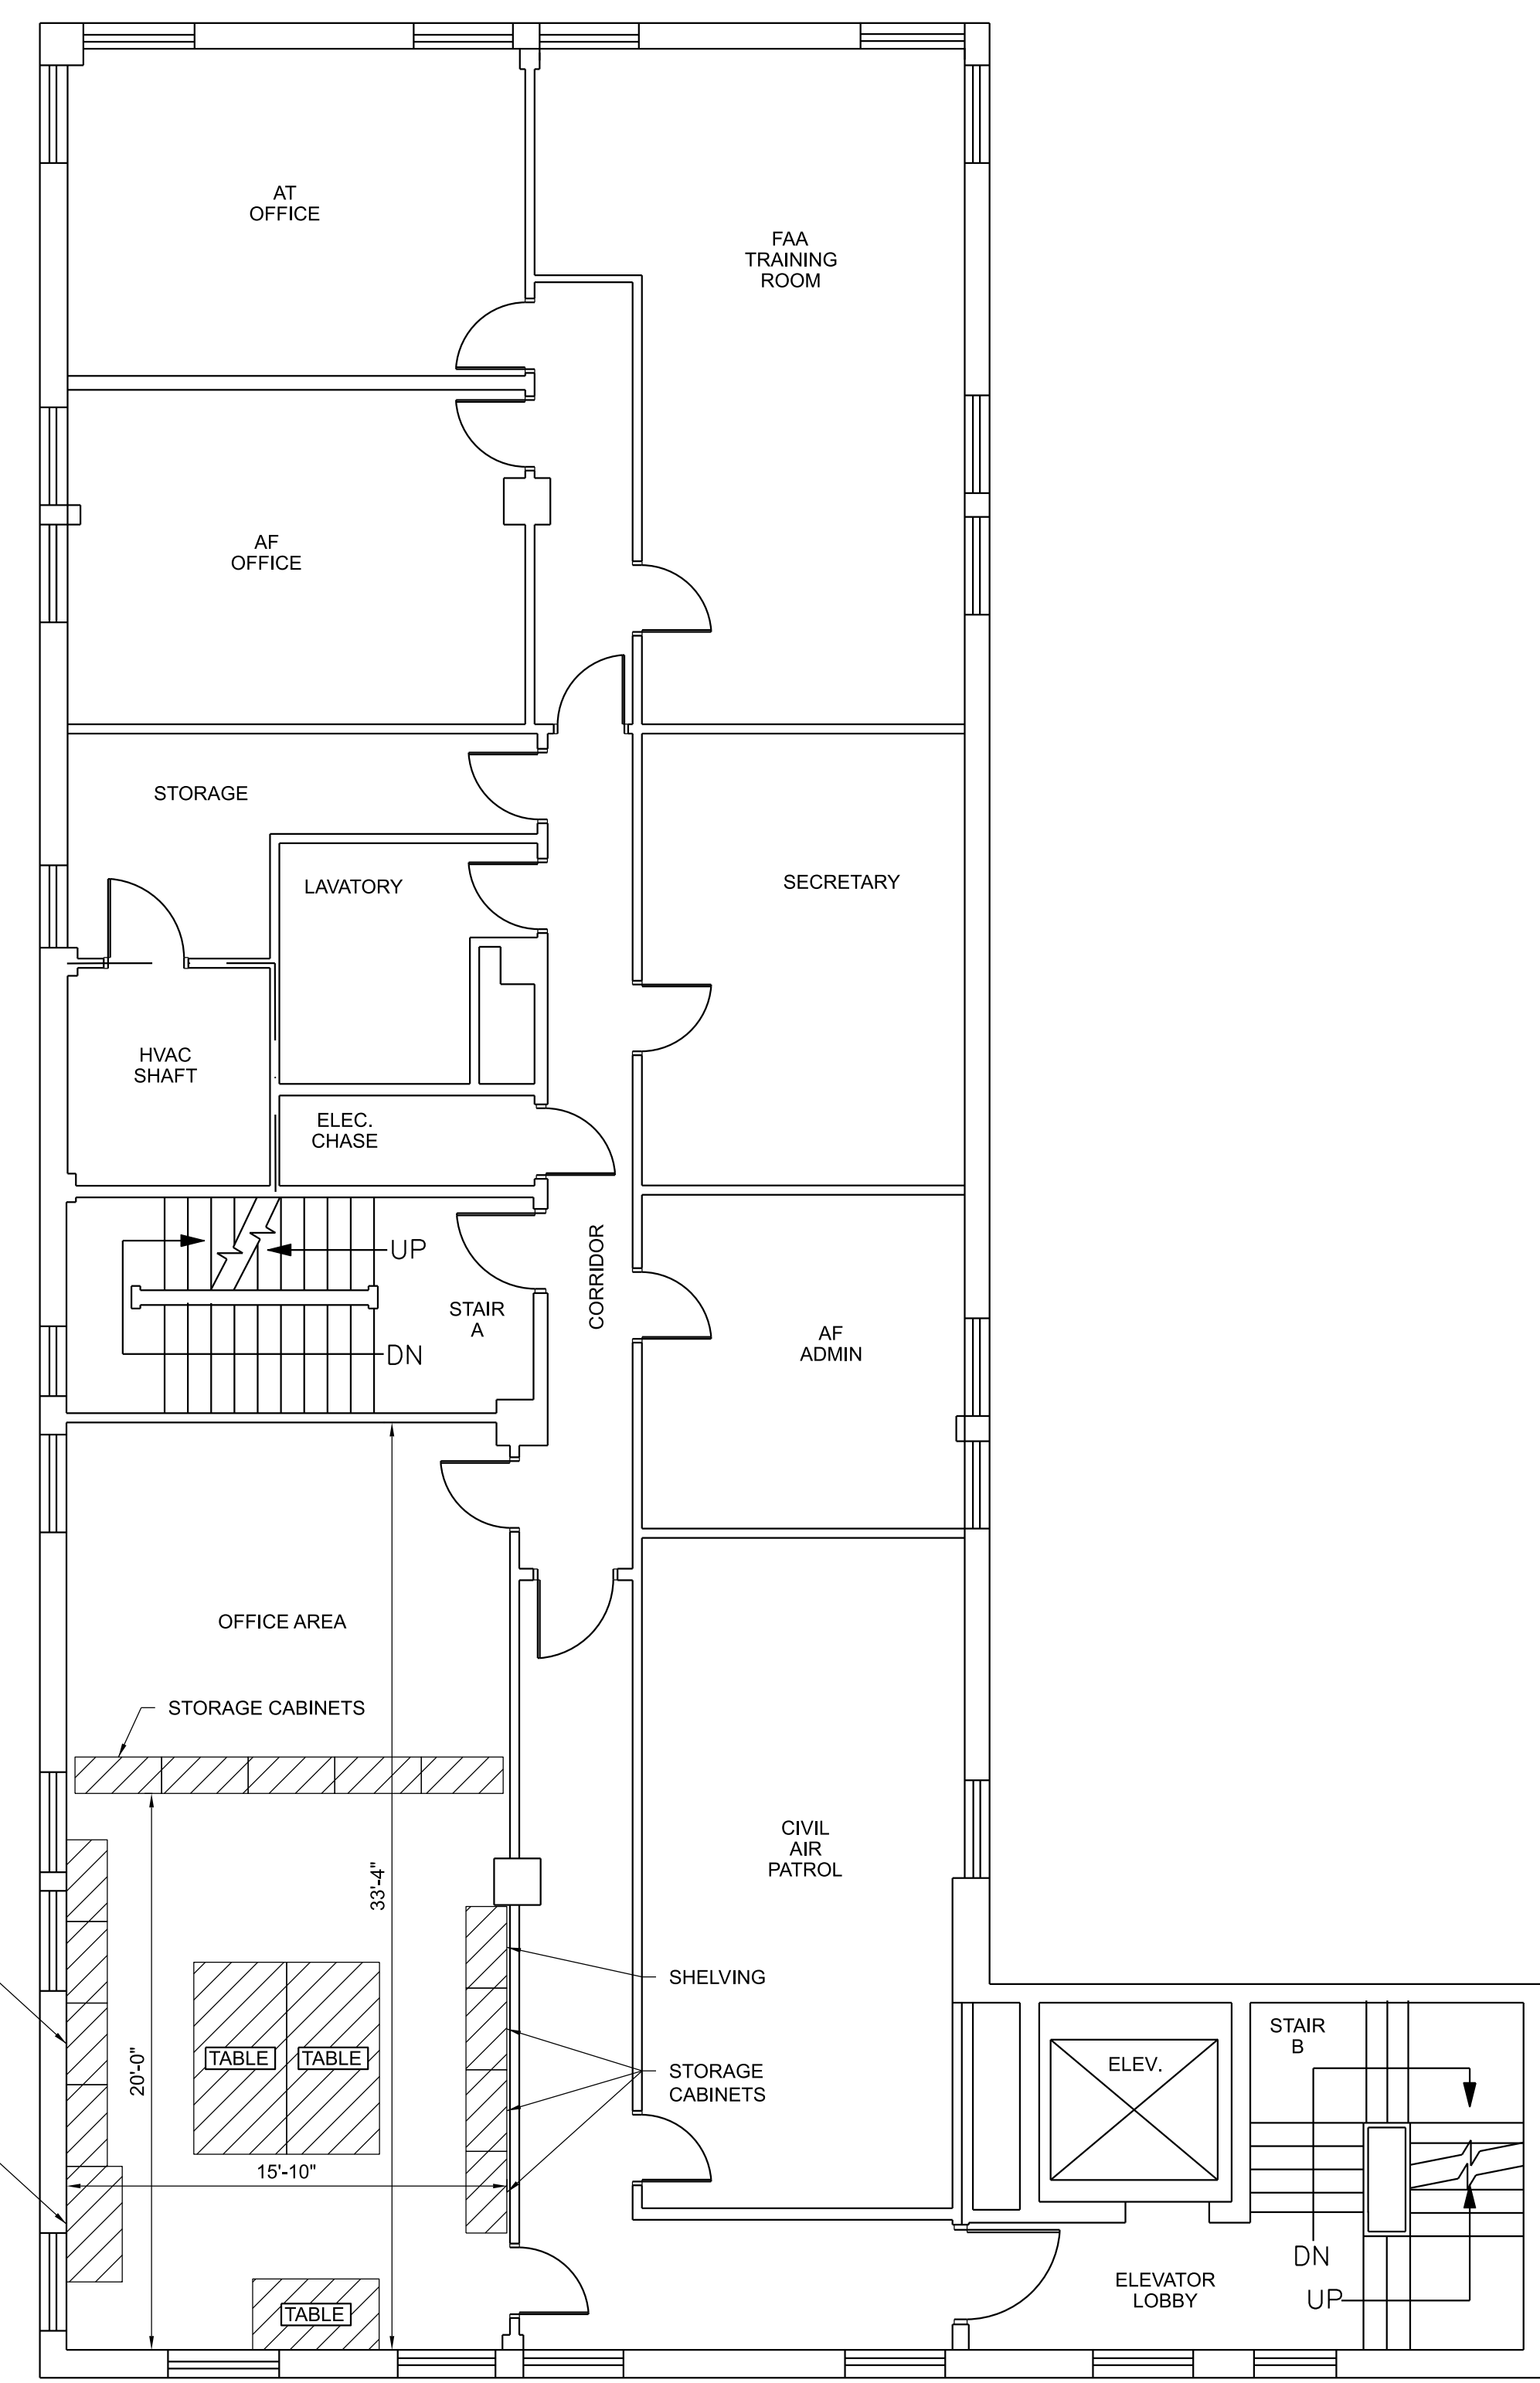 AT
OFFICE
FAA
TRAINING
ROOM
AF
OFFICE
STORAGE
LAVATORY
SECRETARY
HVAC
SHAFT
ELEC.
CHASE
UP
STAIR
A
CORRIDOR
DN
AF
ADMIN
OFFICE AREA
STORAGE CABINETS
33'-4"
CIVIL
AIR
PATROL
SHELVING
20'-0"
TABLE
TABLE
STORAGE
CABINETS
15'-10"
ELEV.
STAIR
B
DN
UP
ELEVATOR
LOBBY
TABLE